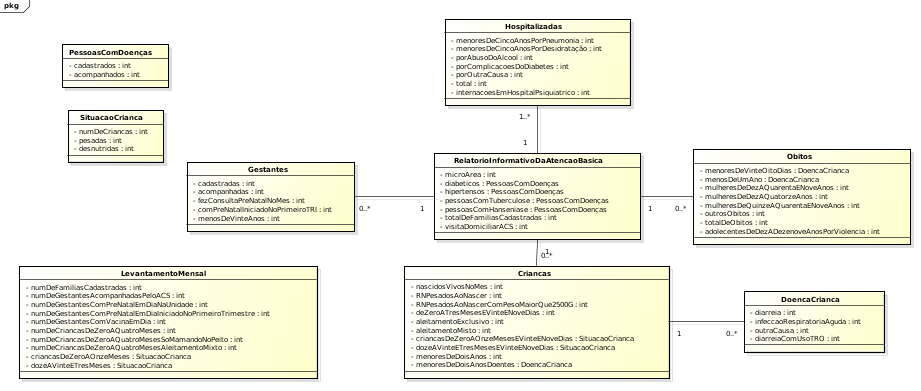 pkg
Hospitalizadas
- menoresDeCincoAnosPorPneumonia : int
- menoresDeCincoAnosPorDesidratação : int
- porAbusoDoAlcool : int
- porComplicacoesDoDiabetes : int
- porOutraCausa : int
- total : int
- internacoesEmHospitalPsiquiatrico : int
PessoasComDoenças
- cadastrados : int
- acompanhados : int
SituacaoCrianca
- numDeCriancas : int
- pesadas : int
- desnutridas : int
1..*
1
Gestantes
- cadastradas : int
- acompanhadas : int
- fezConsultaPreNatalNoMes : int
- comPreNatalIniciadoNoPrimeiroTRI : int
- menosDeVinteAnos : int
0..*
1
RelatorioInformativoDaAtencaoBasica
- microArea : int
- diabeticos : PessoasComDoenças
- hipertensos : PessoasComDoenças
- pessoasComTuberculose : PessoasComDoenças
- pessoasComHanseniase : PessoasComDoenças
- totalDeFamiliasCadastradas : int
- visitaDomiciliarACS : int
1
0..*
Obitos
- menoresDeVinteOitoDias : DoencaCrianca
- menosDeUmAno : DoencaCrianca
- mulheresDeDezAQuarentaENoveAnos : int
- mulheresDeDezAQuatorzeAnos : int
- mulheresDeQuinzeAQuarentaENoveAnos : int
- outrosObitos : int
- totalDeObitos : int
- adolecentesDeDezADezenoveAnosPorViolencia : int
1
0..*
LevantamentoMensal
- numDeFamiliasCadastradas : int
- numDeGestantesAcompanhadasPeloACS : int
- numDeGestantesComPreNatalEmDiaNaUnidade : int
- numDeGestantesComPreNatalEmDiaIniciadoNoPrimeiroTrimestre : int
- numDeGestantesComVacinaEmDia : int
- numDeCriancasDeZeroAQuatroMeses : int
- numDeCriancasDeZeroAQuatroMesesSoMamandoNoPeito : int
- numDeCriancasDeZeroAQuatroMesesAleitamentoMixto : int
- criancasDeZeroAOnzeMeses : SituacaoCrianca
- dozeAVinteETresMeses : SituacaoCrianca
Criancas
- nascidosVivosNoMes : int
- RNPesadosAoNascer : int
- RNPesadosAoNascerComPesoMaiorQue2500G : int
- deZeroATresMesesEVinteENoveDias : int
- aleitamentoExclusivo : int
- aleitamentoMisto : int
- criancasDeZeroAOnzeMesesEVinteENoveDias : SituacaoCrianca
- dozeAVinteETresMesesEVinteENoveDias : SituacaoCrianca
- menoresDeDoisAnos : int
- menoresDeDoisAnosDoentes : DoencaCrianca
1
0..*
DoencaCrianca
- diarreia : int
- infeccaoRespiratoriaAguda : int
- outraCausa : int
- diarreiaComUsoTRO : int